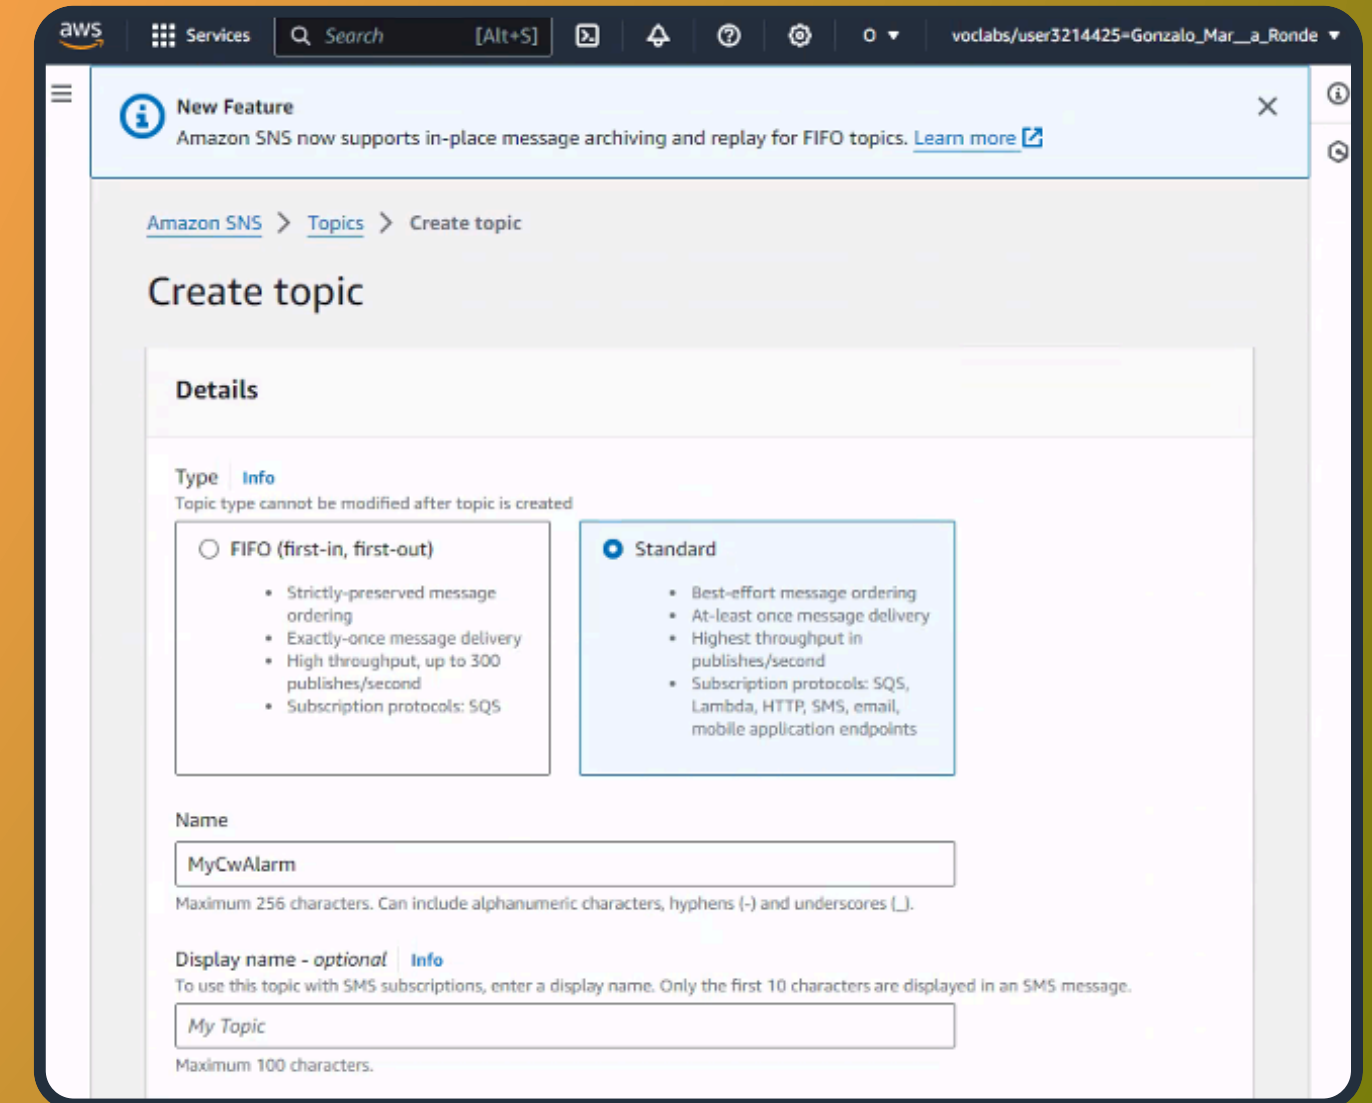 aws
Services
Search
[Alt+S]
0
voclabs/user3214425=Gonzalo_Mar__a_Ronde
New Feature
Amazon SNS now supports in-place message archiving and replay for FIFO topics. Learn more
Amazon SNS > Topics > Create topic
Create topic
Details
Type Info
Topic type cannot be modified after topic is created
FIFO (first-in, first-out)
• Strictly-preserved message
ordering
• Exactly-once message delivery
• High throughput, up to 300
publishes/second
• Subscription protocols: SQS
Standard
• Best-effort message ordering
• At-least once message delivery
• Highest throughput in
publishes/second
• Subscription protocols: SQS,
Lambda, HTTP, SMS, email,
mobile application endpoints
Name
MyCwAlarm
Maximum 256 characters. Can include alphanumeric characters, hyphens (-) and underscores (_).
Display name - optional Info
To use this topic with SMS subscriptions, enter a display name. Only the first 10 characters are displayed in an SMS message.
My Topic
Maximum 100 characters.